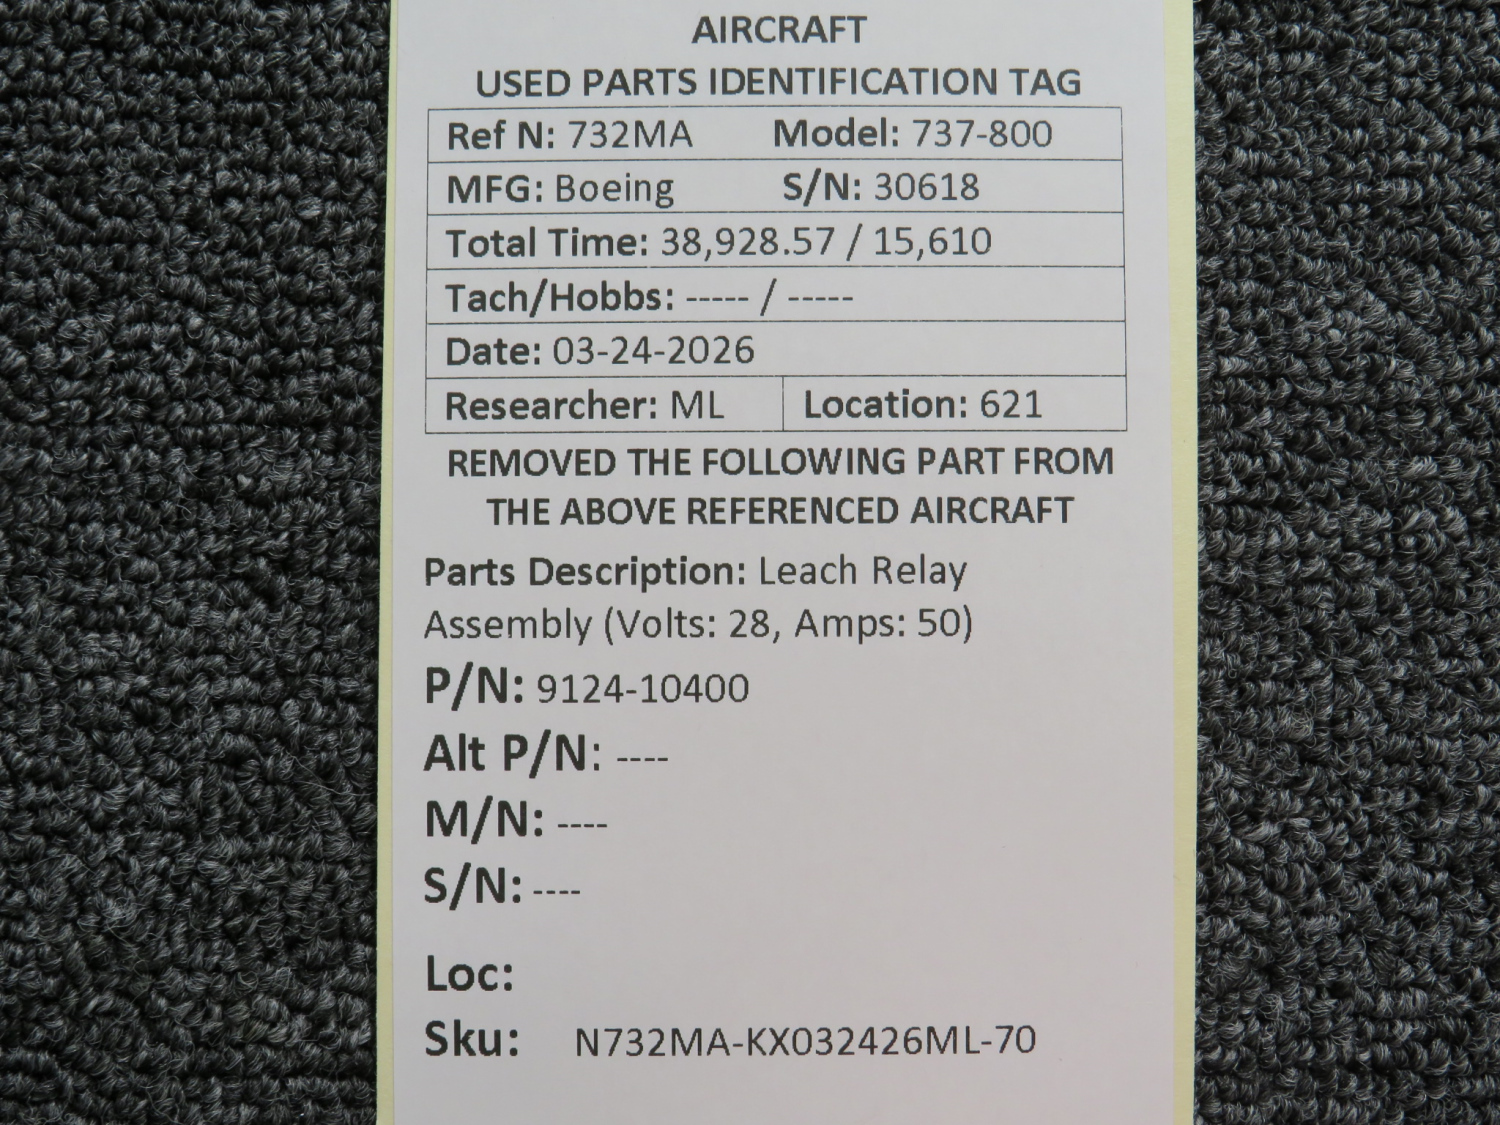 AIRCRAFT
USED PARTS IDENTIFICATION TAG
Ref N: 732MA Model: 737-800
MFG: Boeing S/N: 30618
Total Time: 38,928.57 / 15,610
Tach/Hobbs: ----- / -----
Date: 03-24-2026
Researcher: ML Location: 621
REMOVED THE FOLLOWING PART FROM
THE ABOVE REFERENCED AIRCRAFT
Parts Description: Leach Relay
Assembly (Volts: 28, Amps: 50)
P/N: 9124-10400
Alt P/N: ----
M/N: ----
S/N: ----
Loc:
Sku: N732MA-KX032426ML-70